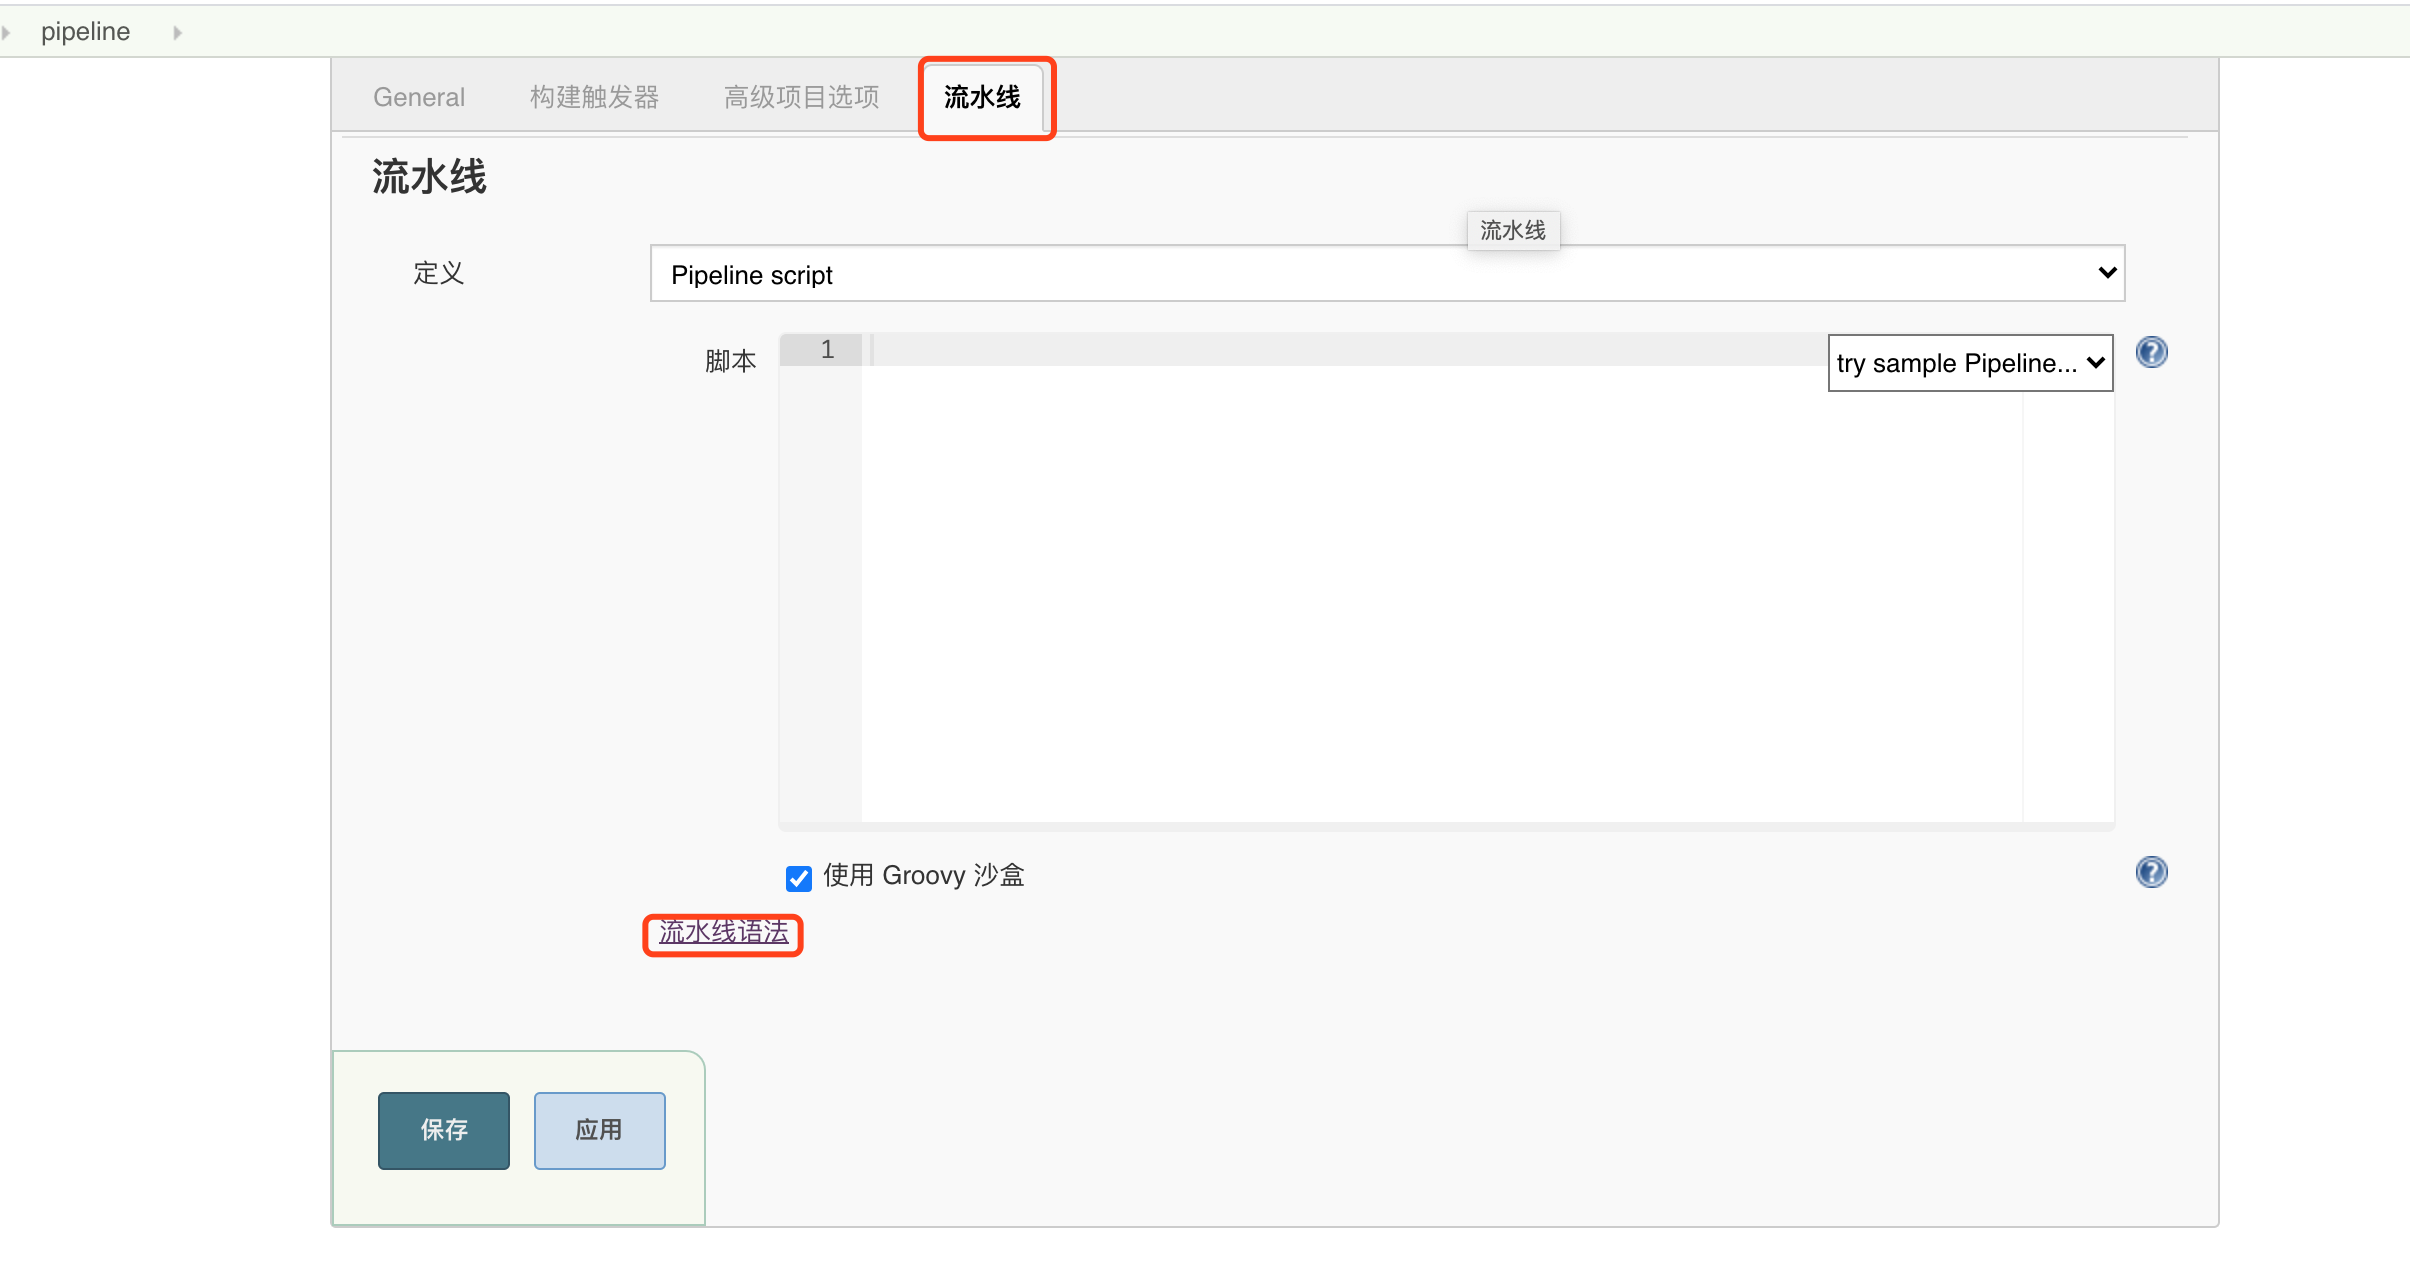 pipeline
General 构建触发器 高级项目选项 流水线
流水线
流水线
定义 Pipeline script
脚本 1 try sample Pipeline...
使用 Groovy 沙盒
流水线语法
保存 应用